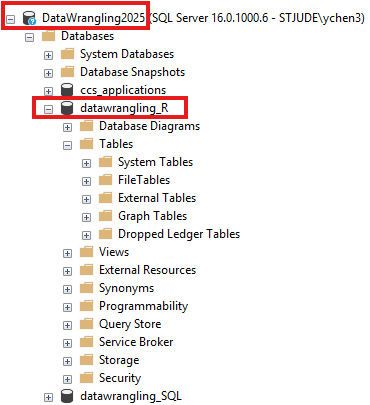 DataWrangling2025 (SQL Server 16.0.1000.6 - STJUDE\ychen3)
Databases
System Databases
Database Snapshots
ccs_applications
datawrangling_R
Database Diagrams
Tables
System Tables
FileTables
External Tables
Graph Tables
Dropped Ledger Tables
Views
External Resources
Synonyms
Programmability
Query Store
Service Broker
Storage
Security
datawrangling_SQL